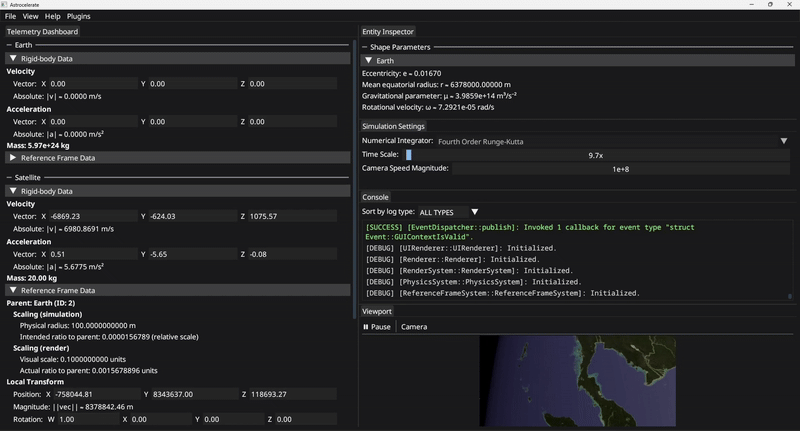 Astrocelerate
File View Help Plugins
Telemetry Dashboard
Earth
Rigid-body Data
Velocity
Vector: X 0.00 Y 0.00 Z 0.00
Absolute: |v| ≈ 0.0000 m/s
Acceleration
Vector: X 0.00 Y 0.00 Z 0.00
Absolute: |a| ≈ 0.0000 m/s²
Mass: 5.97e+24 kg
Reference Frame Data
Satellite
Rigid-body Data
Velocity
Vector: X -6869.23 Y -624.03 Z 1075.57
Absolute: |v| ≈ 6980.8691 m/s
Acceleration
Vector: X 0.51 Y -5.65 Z -0.08
Absolute: |a| ≈ 5.6775 m/s²
Mass: 20.00 kg
Reference Frame Data
Parent: Earth (ID: 2)
Scaling (simulation)
Physical radius: 100.0000000000 m
Intended ratio to parent: 0.0000156789 (relative scale)
Scaling (render)
Visual scale: 0.1000000000 units
Actual ratio to parent: 0.0015678896 units
Local Transform
Position: X -758044.81 Y 8343637.00 Z 118693.27
Magnitude: ||vec|| ≈ 8378842.46 m
Rotation: W 1.00 X 0.00 Y 0.00 Z 0.00
Entity Inspector
Shape Parameters
Earth
Eccentricity: e ≈ 0.01670
Mean equatorial radius: r ≈ 6378000.00000 m
Gravitational parameter: μ ≈ 3.9859e+14 m³/s⁻²
Rotational velocity: ω ≈ 7.2921e-05 rad/s
Simulation Settings
Numerical Integrator: Fourth Order Runge-Kutta
Time Scale: 9.7x
Camera Speed Magnitude: 1e+8
Console
Sort by log type: ALL TYPES
[SUCCESS] [EventDispatcher::publish]: Invoked 1 callback for event type "struct
Event::GUIContextIsValid".
[DEBUG] [UIRenderer::UIRenderer]: Initialized.
[DEBUG] [Renderer::Renderer]: Initialized.
[DEBUG] [RenderSystem::RenderSystem]: Initialized.
[DEBUG] [PhysicsSystem::PhysicsSystem]: Initialized.
[DEBUG] [ReferenceFrameSystem::ReferenceFrameSystem]: Initialized.
Viewport
Pause Camera